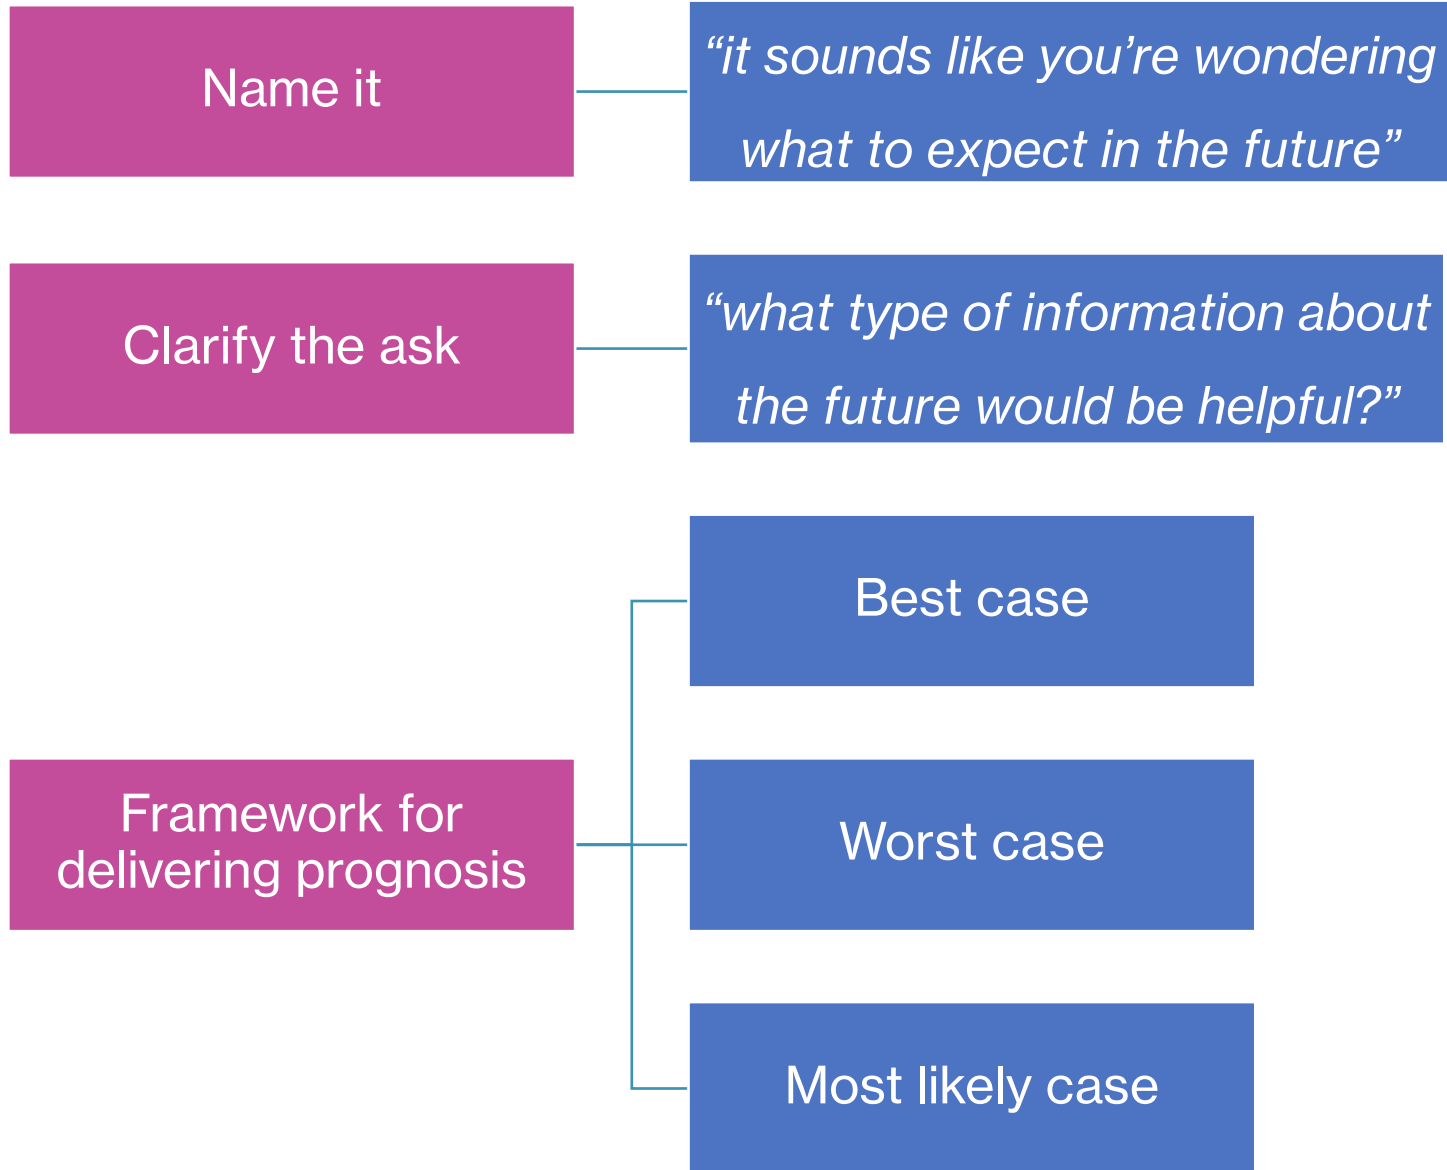 Name it
“it sounds like you’re wondering
what to expect in the future”
Clarify the ask
“what type of information about
the future would be helpful?”
Best case
Framework for
delivering prognosis
Worst case
Most likely case